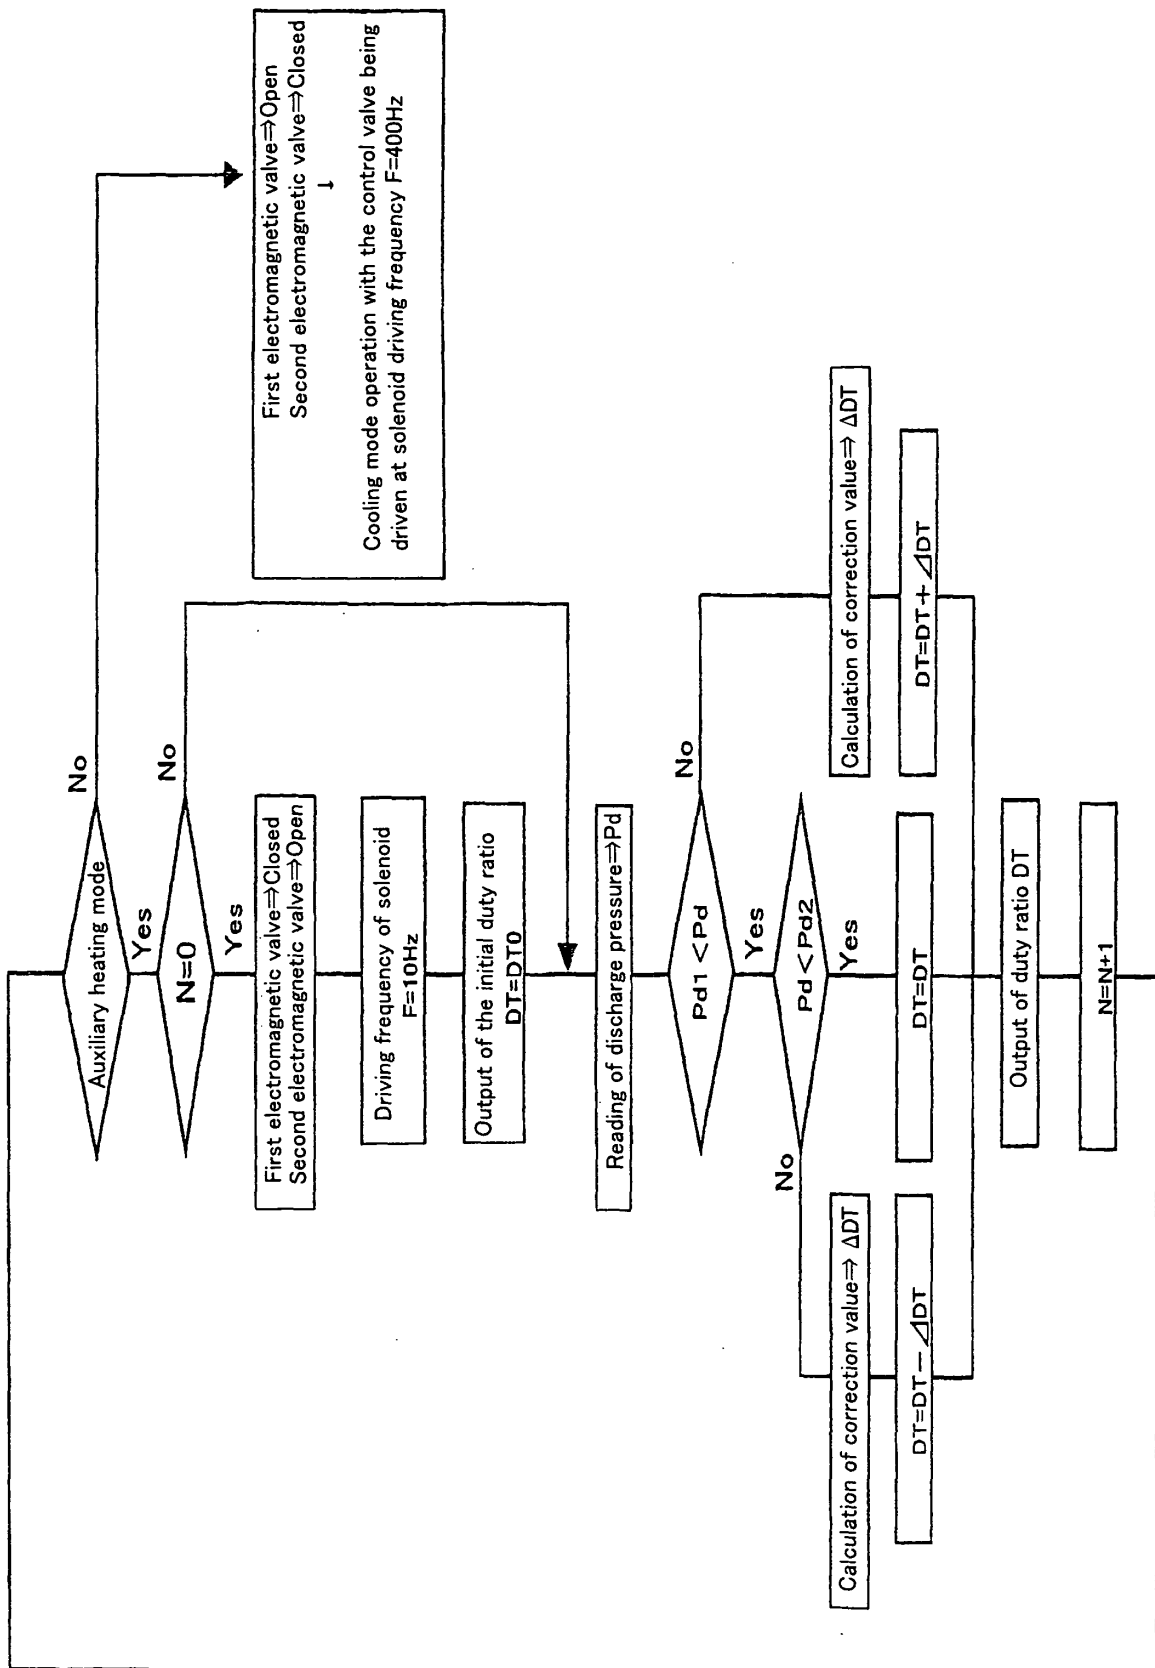 Auxiliary heating mode
No
Yes
First electromagnetic valve⇒Open
Second electromagnetic valve⇒Closed
↓
Cooling mode operation with the control valve being
driven at solenoid driving frequency F=400Hz
N=0
No
Yes
First electromagnetic valve⇒Closed
Second electromagnetic valve⇒Open
Driving frequency of solenoid
F=10Hz
Output of the initial duty ratio
DT=DT0
Reading of discharge pressure⇒Pd
Pd1<Pd
No
Yes
Pd<Pd2
No
Yes
Calculation of correction value⇒ ΔDT
Calculation of correction value⇒ ΔDT
DT=DT−ΔDT
DT=DT
DT=DT+ΔDT
Output of duty ratio DT
N=N+1